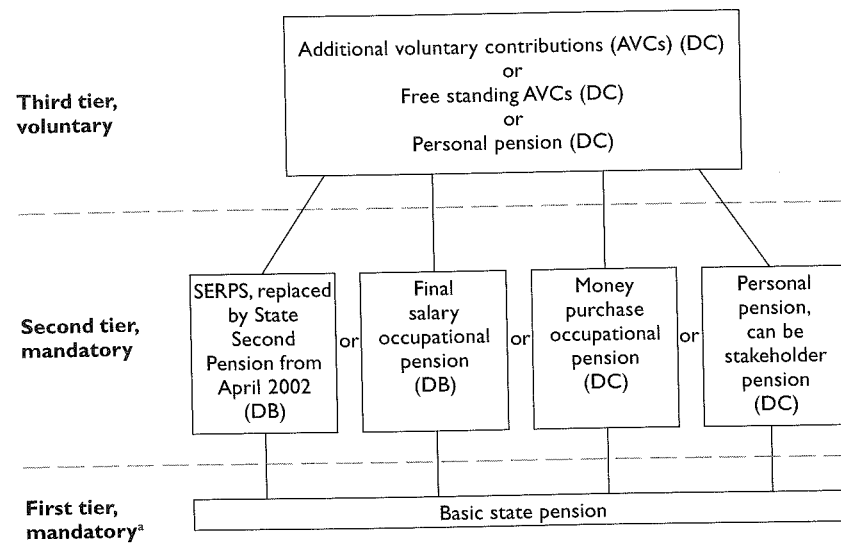 Additional voluntary contributions (AVCs) (DC)
or
Free standing AVCs (DC)
or
Personal pension (DC)
Third tier,
voluntary
SERPS, replaced
by State
Second
Pension from
April 2002
(DB)
or
Final
salary
occupational
pension
(DB)
or
Money
purchase
occupational
pension
(DC)
or
Personal
pension,
can be
stakeholder
pension
(DC)
Second tier,
mandatory
First tier,
mandatoryᵃ
Basic state pension